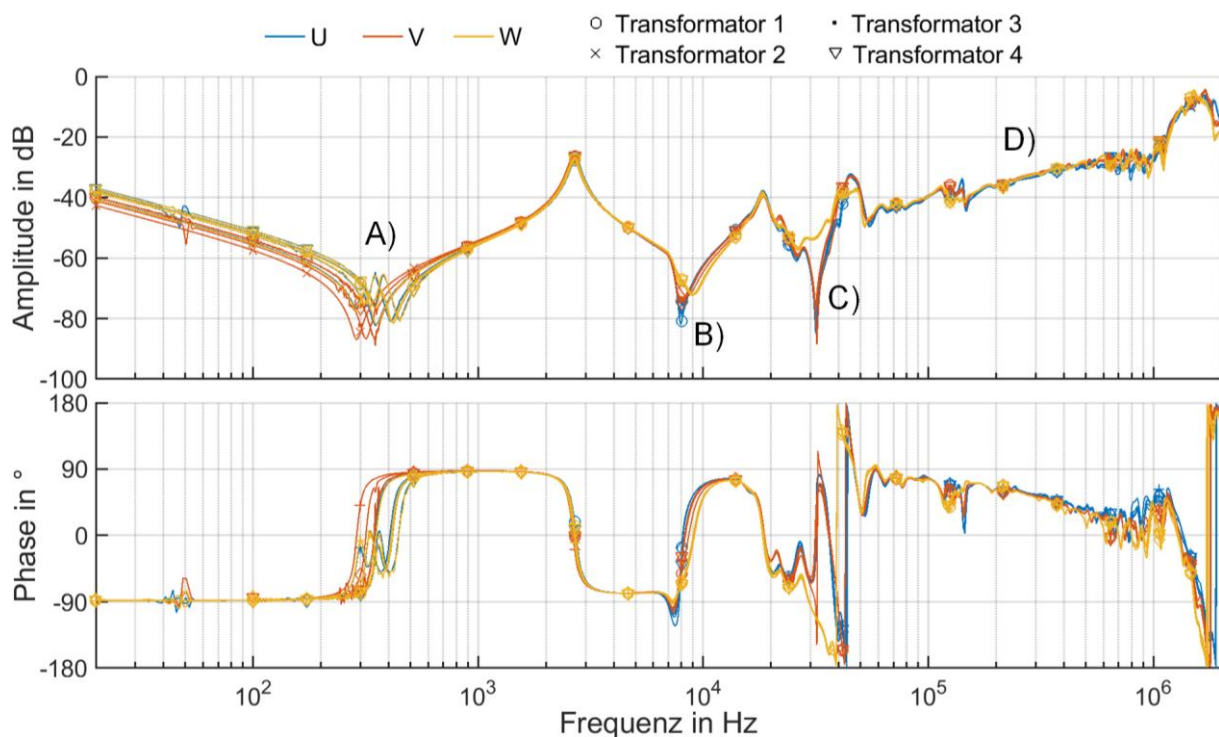 U V W Transformator 1 Transformator 3
Transformator 2 Transformator 4
0
-20
-40
-60
-80
-100
Amplitude in dB
A)
B)
C)
D)
180
90
0
-90
-180
Phase in °
10² 10³ 10⁴ 10⁵ 10⁶
Frequenz in Hz